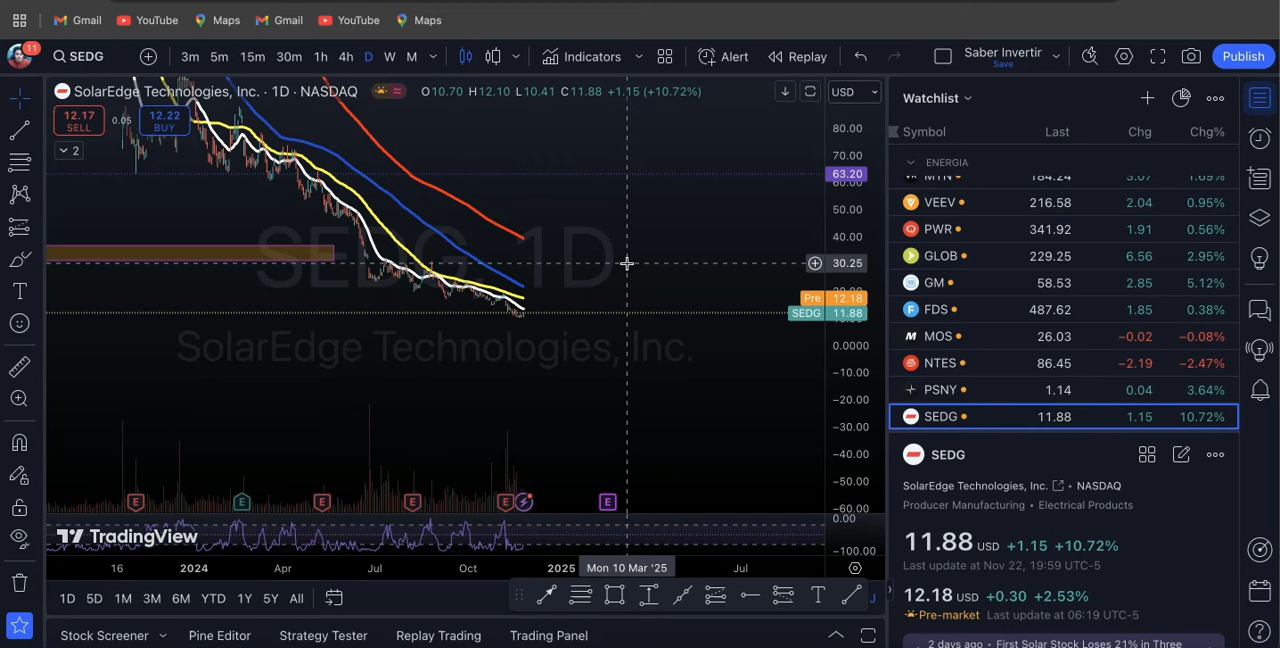 Gmail YouTube Maps Gmail YouTube Maps
11 SEDG 3m 5m 15m 30m 1h 4h D W M Indicators Alert Replay Saber Invertir Save Publish
SolarEdge Technologies, Inc. · 1D · NASDAQ O10.70 H12.10 L10.41 C11.88 +1.15 (+10.72%) USD
12.17 SELL 0.05 12.22 BUY
2
SEDG, 1D
SolarEdge Technologies, Inc.
80.00
70.00
63.20
60.00
50.00
40.00
30.25
Pre 12.18
SEDG 11.88
0.0000
−10.00
−20.00
−30.00
−40.00
−50.00
−60.00
E E E E E E
0.00
−100.00
TradingView
16 2024 Apr Jul Oct 2025 Mon 10 Mar '25 Jul
1D 5D 1M 3M 6M YTD 1Y 5Y All
Stock Screener Pine Editor Strategy Tester Replay Trading Trading Panel
Watchlist
Symbol Last Chg Chg%
ENERGIA
184.24 3.07 1.69%
VEEV 216.58 2.04 0.95%
PWR 341.92 1.91 0.56%
GLOB 229.25 6.56 2.95%
GM 58.53 2.85 5.12%
FDS 487.62 1.85 0.38%
MOS 26.03 −0.02 −0.08%
NTES 86.45 −2.19 −2.47%
PSNY 1.14 0.04 3.64%
SEDG 11.88 1.15 10.72%
SEDG
SolarEdge Technologies, Inc. • NASDAQ
Producer Manufacturing • Electrical Products
11.88 USD +1.15 +10.72%
Last update at Nov 22, 19:59 UTC-5
12.18 USD +0.30 +2.53%
Pre-market Last update at 06:19 UTC-5
2 days ago • First Solar Stock Loses 21% in Three